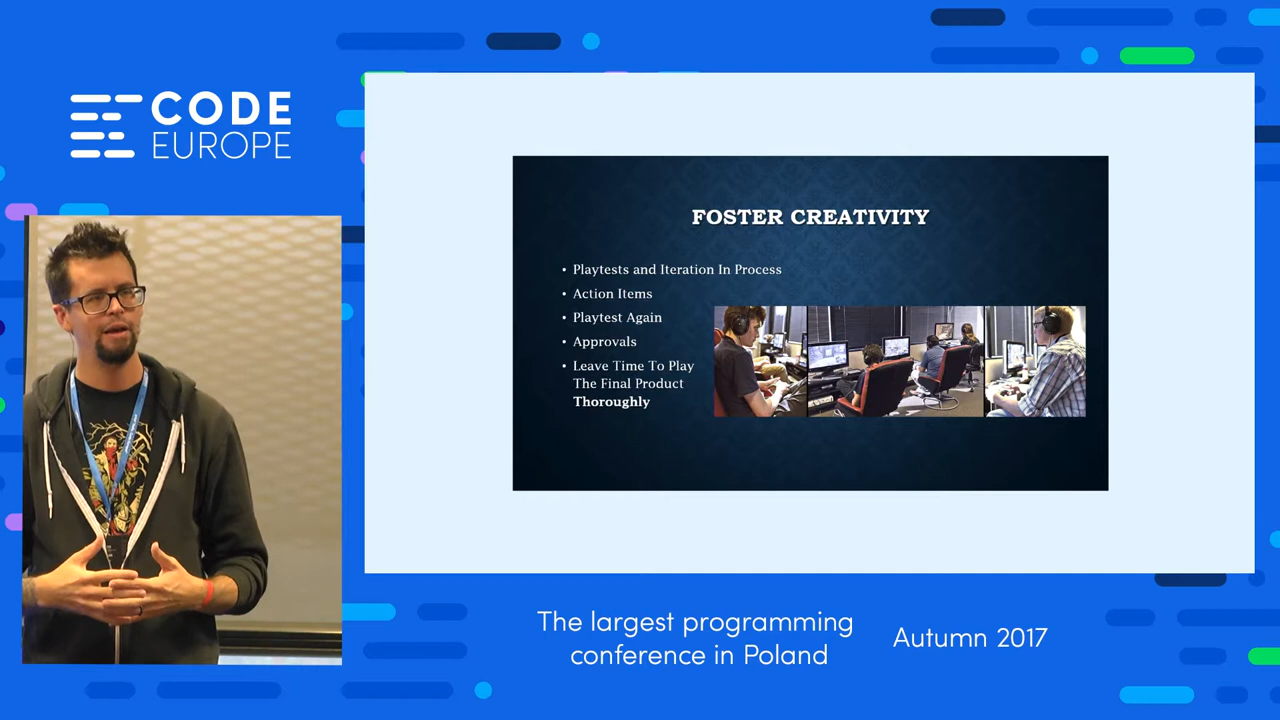 CODE
EUROPE
FOSTER CREATIVITY
• Playtests and Iteration In Process
• Action Items
• Playtest Again
• Approvals
• Leave Time To Play
The Final Product
Thoroughly
The largest programming
conference in Poland
Autumn 2017